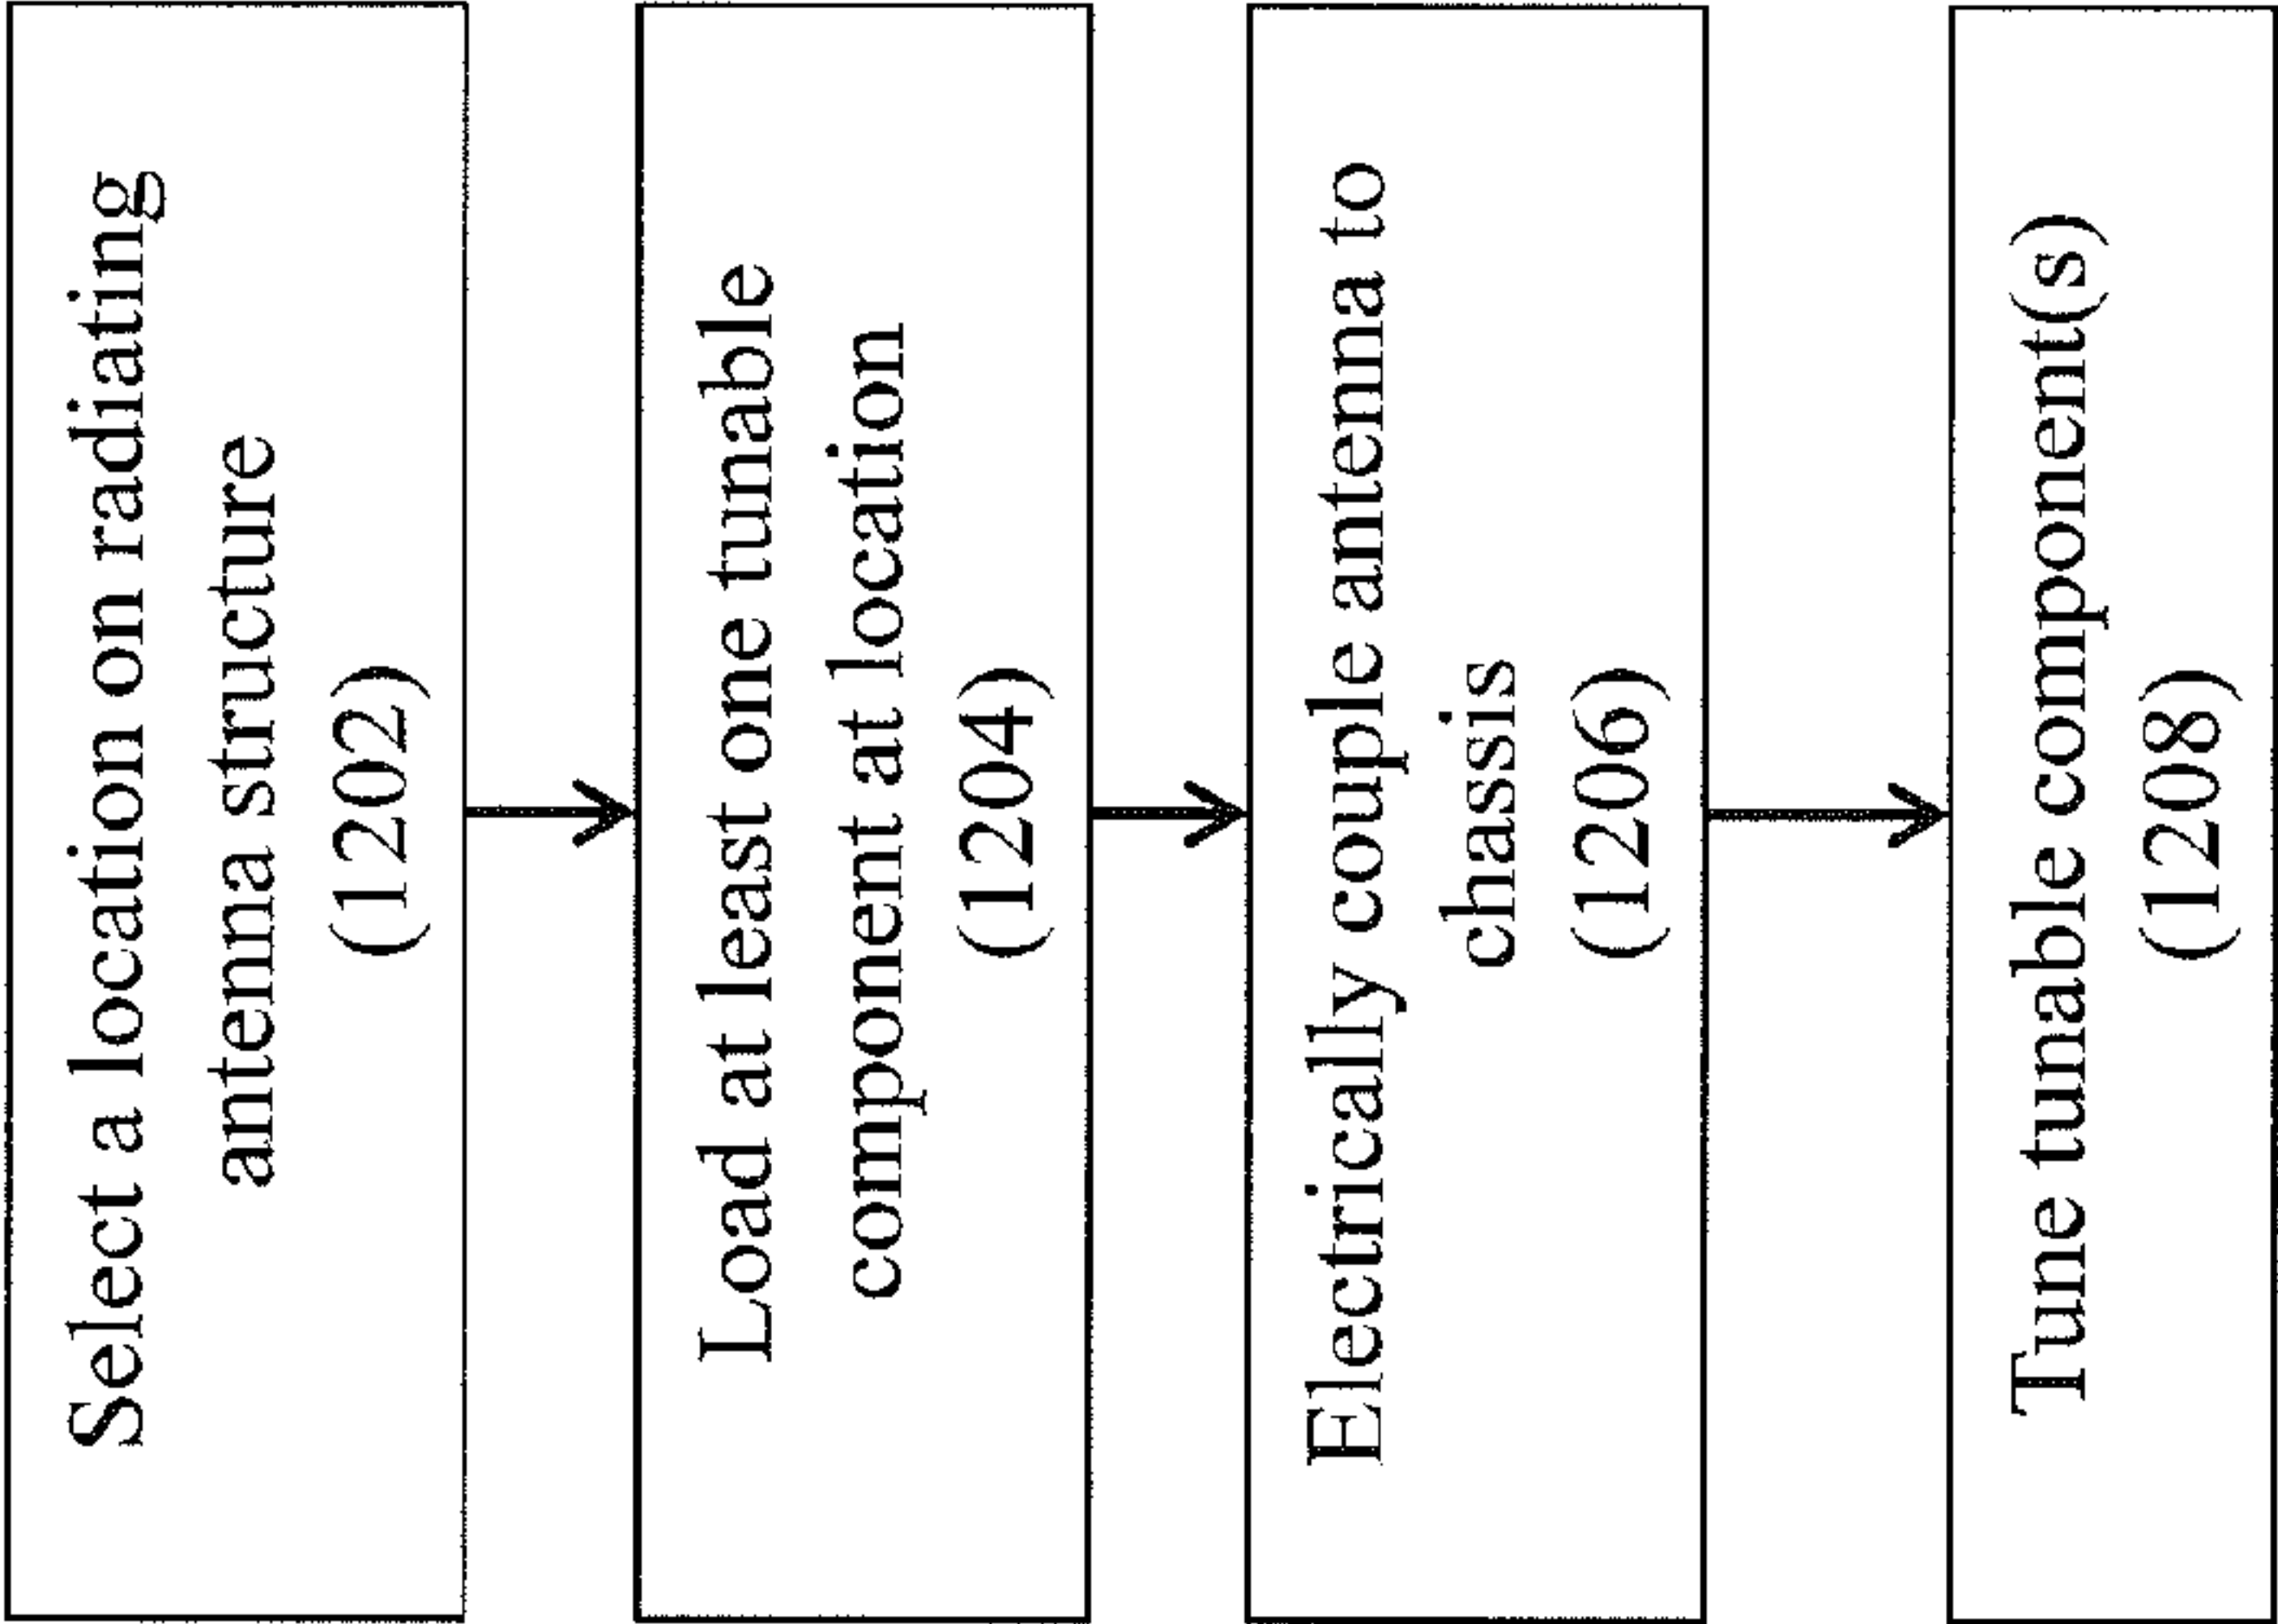 Select a location on radiating
antenna structure
(1202)
Load at least one tunable
component at location
(1204)
Electrically couple antenna to
chassis
(1206)
Tune tunable component(s)
(1208)